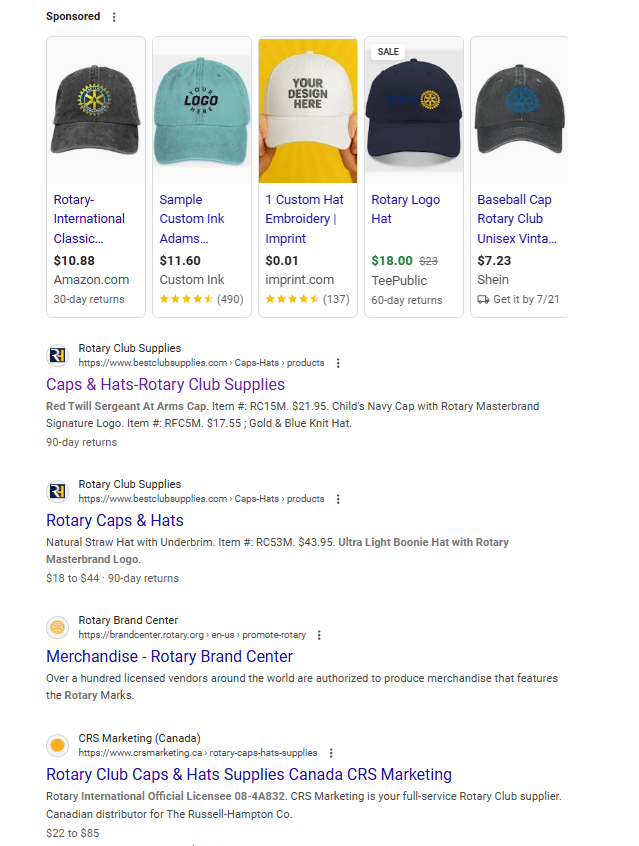 Sponsored
SALE
YOUR
LOGO
HERE
YOUR
DESIGN
HERE
Rotary-
International
Classic...
$10.88
Amazon.com
30-day returns
Sample
Custom Ink
Adams...
$11.60
Custom Ink
(490)
1 Custom Hat
Embroidery |
Imprint
$0.01
imprint.com
(137)
Rotary Logo
Hat
$18.00 $23
TeePublic
60-day returns
Baseball Cap
Rotary Club
Unisex Vinta...
$7.23
Shein
Get it by 7/21
Rotary Club Supplies
https://www.bestclubsupplies.com › Caps-Hats › products
Caps & Hats-Rotary Club Supplies
Red Twill Sergeant At Arms Cap. Item #: RC15M. $21.95. Child's Navy Cap with Rotary Masterbrand
Signature Logo. Item #: RFC5M. $17.55 ; Gold & Blue Knit Hat.
90-day returns
Rotary Club Supplies
https://www.bestclubsupplies.com › Caps-Hats › products
Rotary Caps & Hats
Natural Straw Hat with Underbrim. Item #: RC53M. $43.95. Ultra Light Boonie Hat with Rotary
Masterbrand Logo.
$18 to $44 · 90-day returns
Rotary Brand Center
https://brandcenter.rotary.org › en-us › promote-rotary
Merchandise - Rotary Brand Center
Over a hundred licensed vendors around the world are authorized to produce merchandise that features
the Rotary Marks.
CRS Marketing (Canada)
https://www.crsmarketing.ca › rotary-caps-hats-supplies
Rotary Club Caps & Hats Supplies Canada CRS Marketing
Rotary International Official Licensee 08-4A832. CRS Marketing is your full-service Rotary Club supplier.
Canadian distributor for The Russell-Hampton Co.
$22 to $85